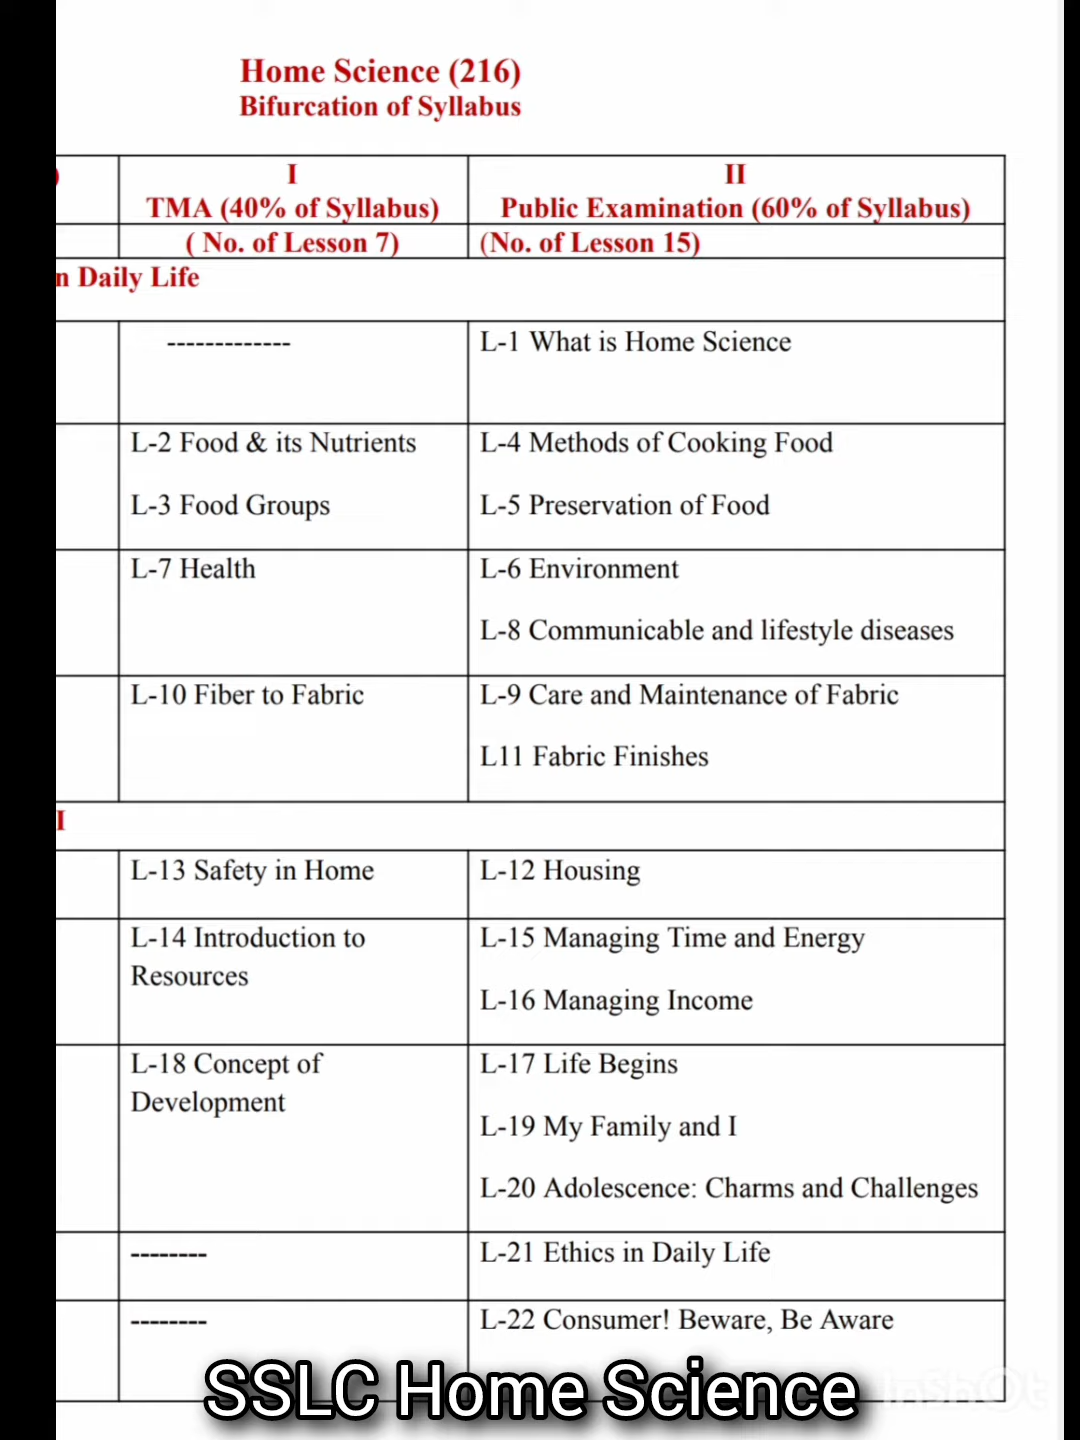 Home Science (216)
Bifurcation of Syllabus
)
I
TMA (40% of Syllabus)
II
Public Examination (60% of Syllabus)
( No. of Lesson 7)
(No. of Lesson 15)
n Daily Life
-------------
L-1 What is Home Science
L-2 Food & its Nutrients
L-3 Food Groups
L-4 Methods of Cooking Food
L-5 Preservation of Food
L-7 Health
L-6 Environment
L-8 Communicable and lifestyle diseases
L-10 Fiber to Fabric
L-9 Care and Maintenance of Fabric
L11 Fabric Finishes
I
L-13 Safety in Home
L-12 Housing
L-14 Introduction to
Resources
L-15 Managing Time and Energy
L-16 Managing Income
L-18 Concept of
Development
L-17 Life Begins
L-19 My Family and I
L-20 Adolescence: Charms and Challenges
--------
L-21 Ethics in Daily Life
--------
L-22 Consumer! Beware, Be Aware
SSLC Home Science
InShOt